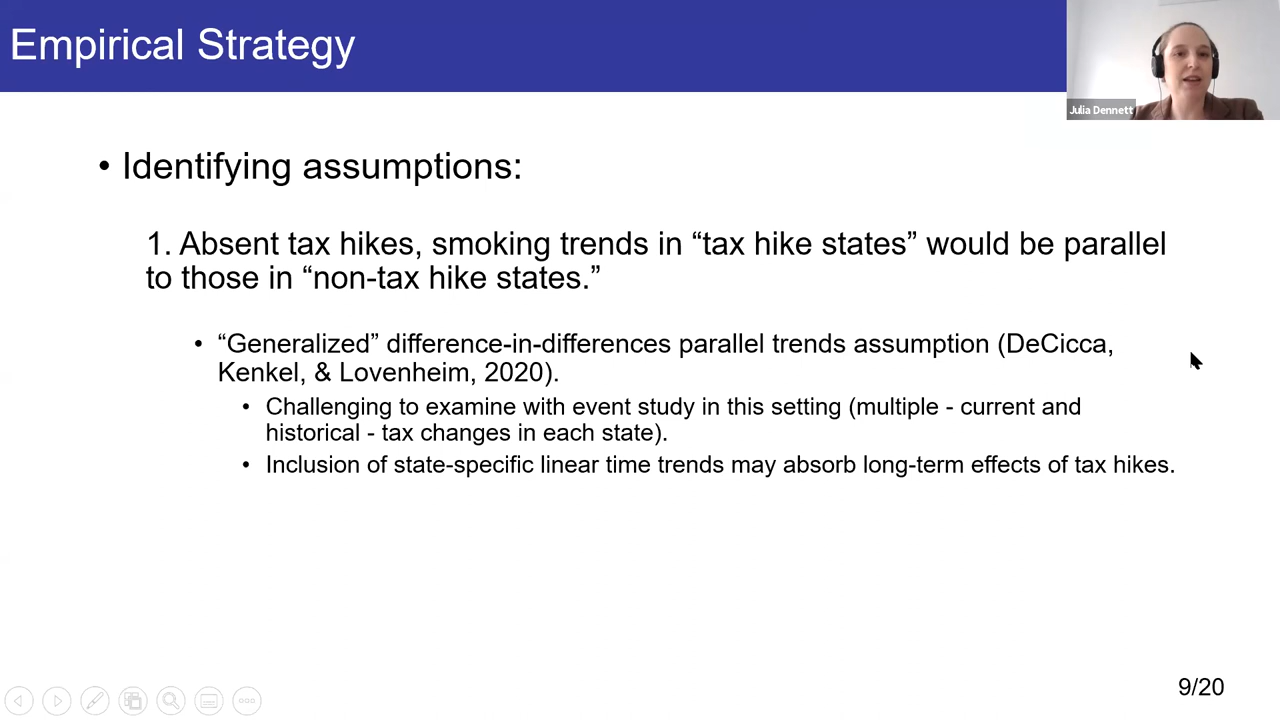 Empirical Strategy
Julia Dennett
• Identifying assumptions:
1. Absent tax hikes, smoking trends in “tax hike states” would be parallel
to those in “non-tax hike states.”
• “Generalized” difference-in-differences parallel trends assumption (DeCicca,
Kenkel, & Lovenheim, 2020).
• Challenging to examine with event study in this setting (multiple - current and
historical - tax changes in each state).
• Inclusion of state-specific linear time trends may absorb long-term effects of tax hikes.
9/20